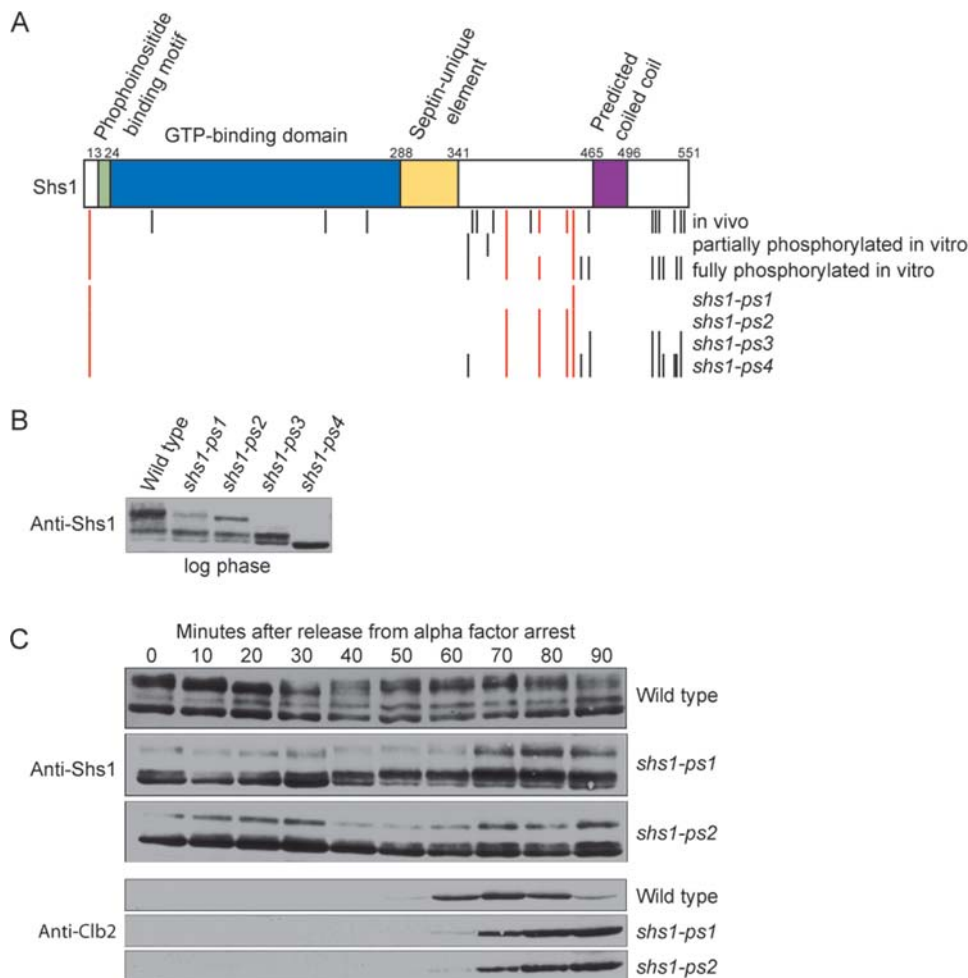 A
Phophoinositide
binding motif
GTP-binding domain
Septin-unique
element
Predicted
coiled coil
13 24 288 341 465 496 551
Shs1
in vivo
partially phosphorylated in vitro
fully phosphorylated in vitro
shs1-ps1
shs1-ps2
shs1-ps3
shs1-ps4
B
Wild type
shs1-ps1
shs1-ps2
shs1-ps3
shs1-ps4
Anti-Shs1
log phase
C
Minutes after release from alpha factor arrest
0 10 20 30 40 50 60 70 80 90
Wild type
Anti-Shs1
shs1-ps1
shs1-ps2
Wild type
Anti-Clb2
shs1-ps1
shs1-ps2